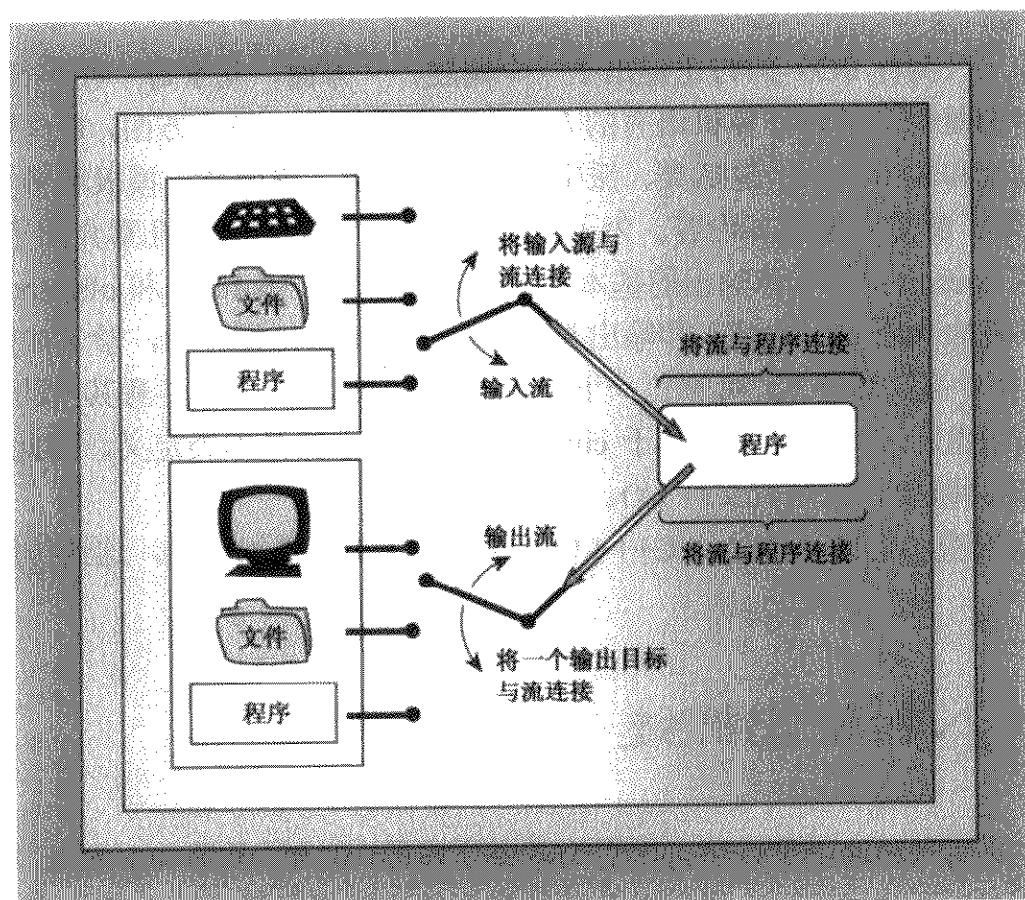 将输入源与
流连接
文件
程序
输入流
将流与程序连接
程序
将流与程序连接
输出流
文件
将一个输出目标
与流连接
程序